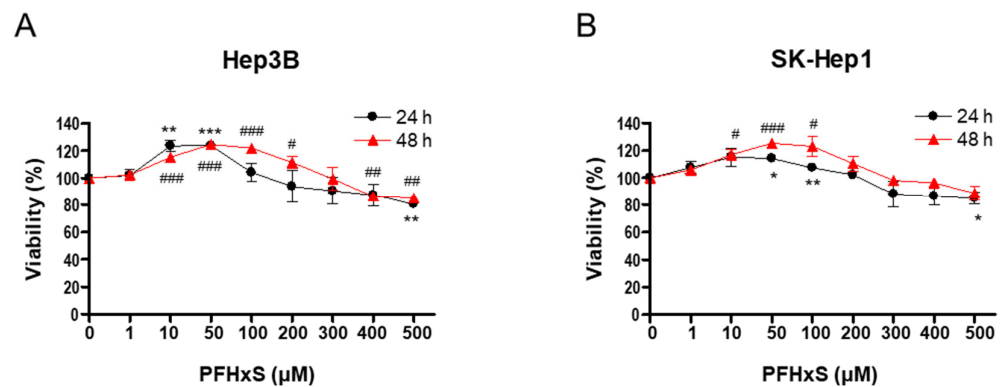 A
Hep3B
24 h
48 h
** *** ### #
### ### ## ##
**
140
120
100
80
60
40
20
0
Viability (%)
0 1 10 50 100 200 300 400 500
PFHxS (µM)
B
SK-Hep1
24 h
48 h
# ### #
* **
*
140
120
100
80
60
40
20
0
Viability (%)
0 1 10 50 100 200 300 400 500
PFHxS (µM)